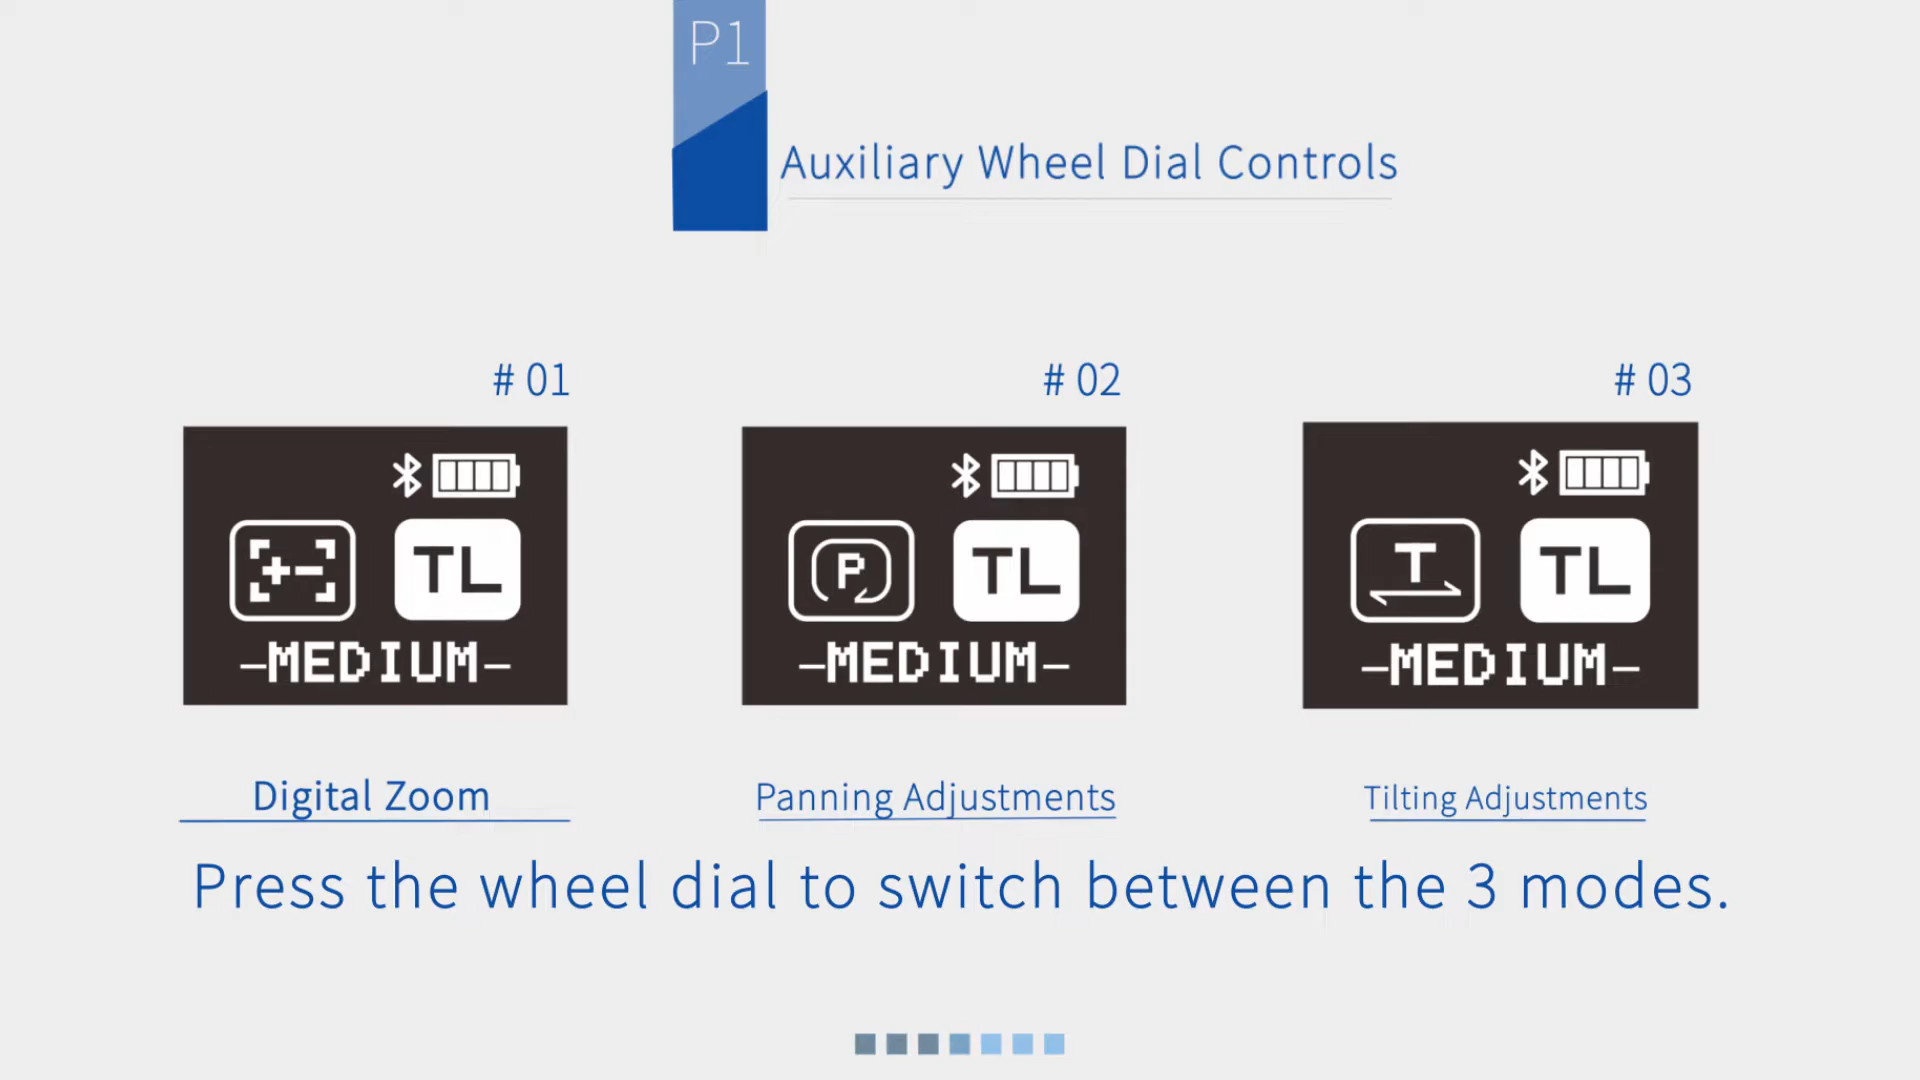 P1
Auxiliary Wheel Dial Controls
# 01
# 02
# 03
TL
-MEDIUM-
P TL
-MEDIUM-
T TL
-MEDIUM-
Digital Zoom
Panning Adjustments
Tilting Adjustments
Press the wheel dial to switch between the 3 modes.